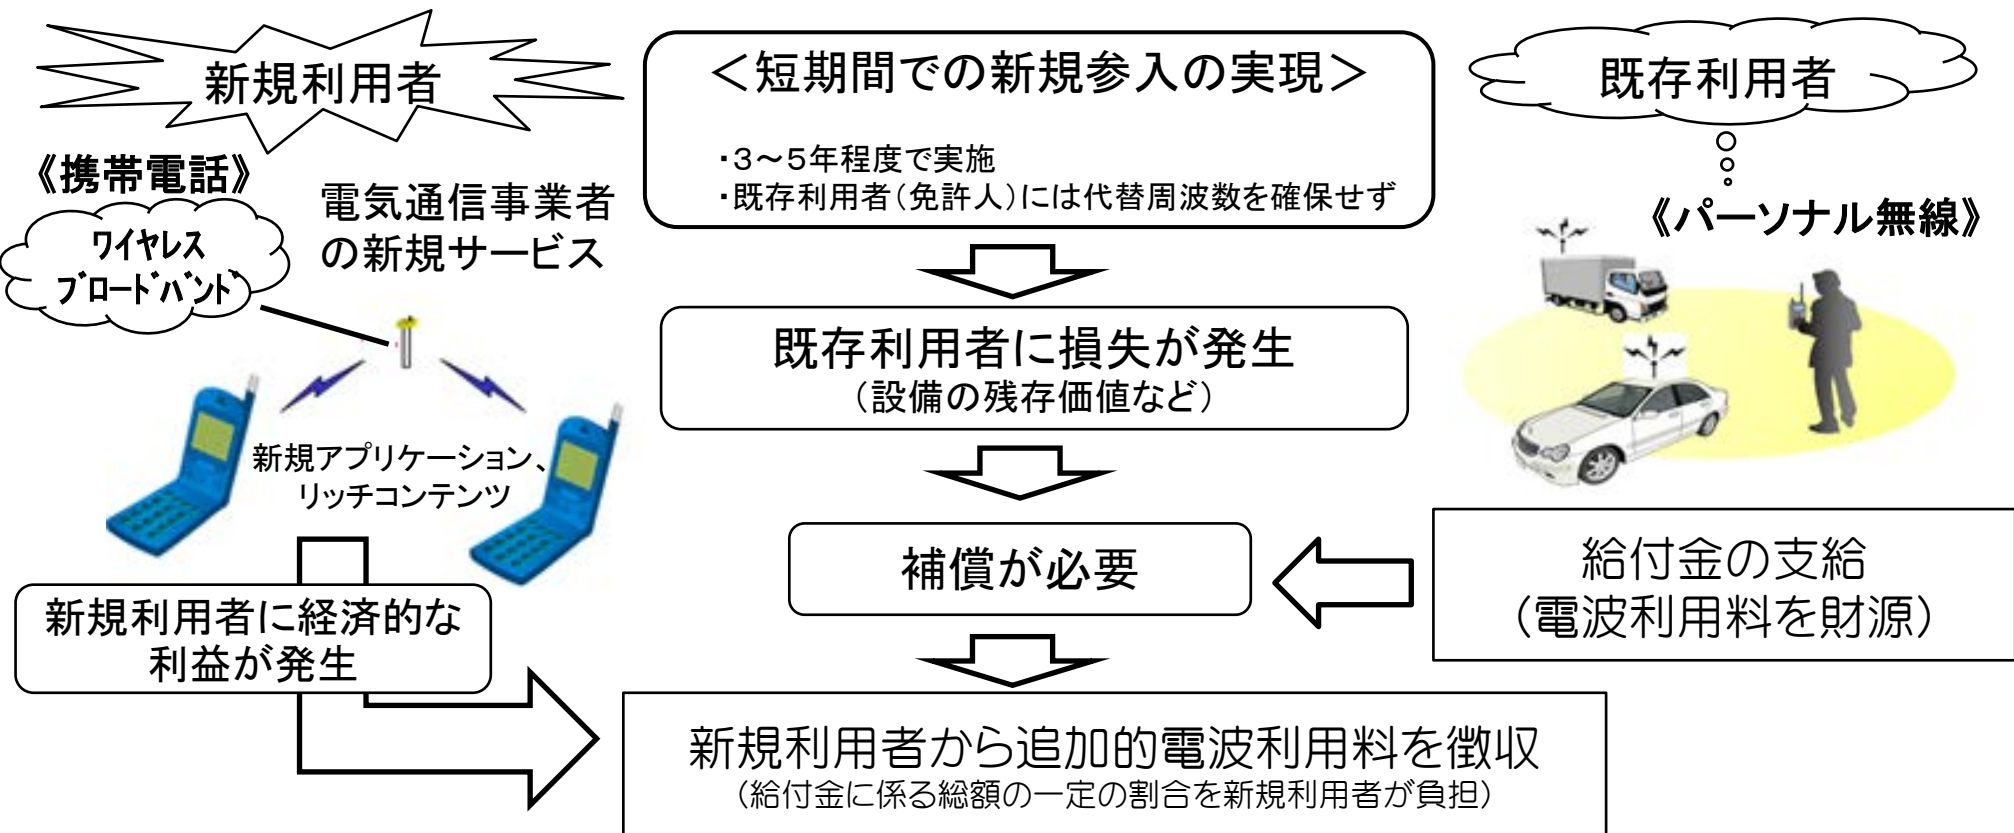 新規利用者
《携帯電話》
ワイヤレス
ブロードバンド
電気通信事業者
の新規サービス
新規アプリケーション、
リッチコンテンツ
新規利用者に経済的な
利益が発生
<短期間での新規参入の実現>
・3~5年程度で実施
・既存利用者(免許人)には代替周波数を確保せず
既存利用者に損失が発生
(設備の残存価値など)
補償が必要
新規利用者から追加的電波利用料を徴収
(給付金に係る総額の一定の割合を新規利用者が負担)
既存利用者
《パーソナル無線》
給付金の支給
(電波利用料を財源)